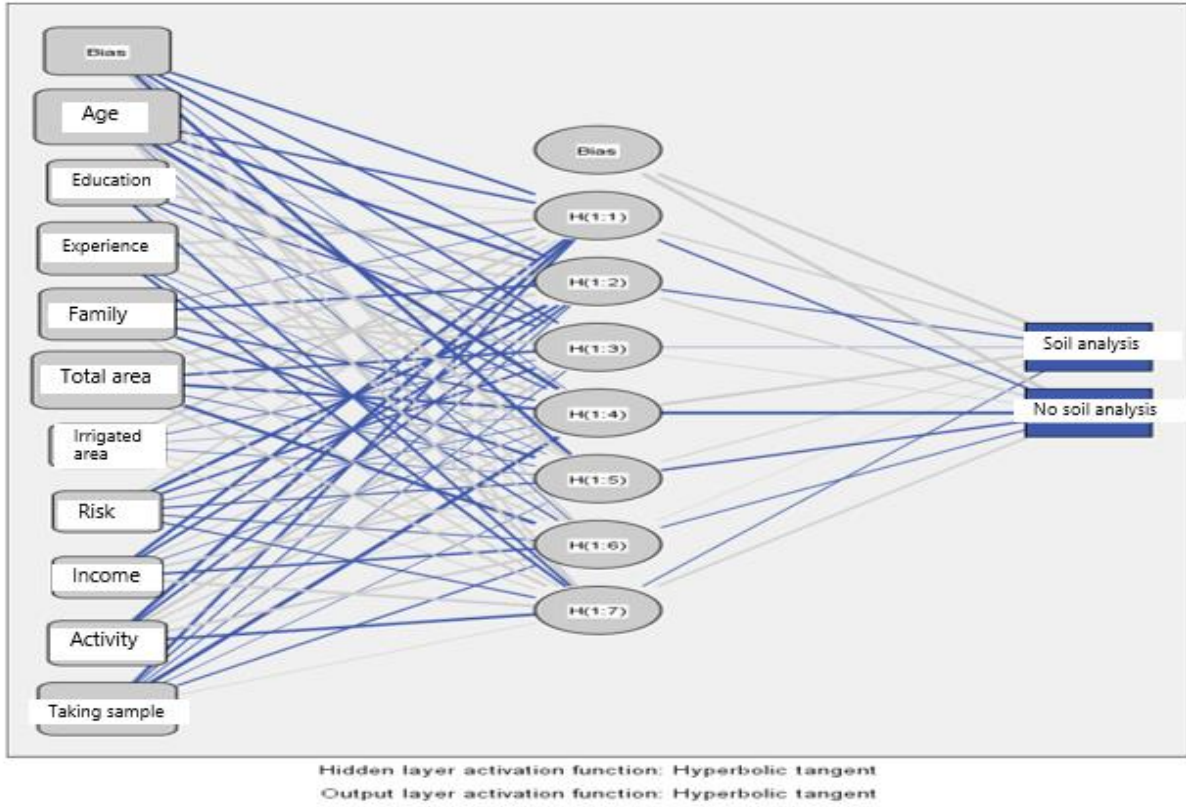 Bias
Age
Education
Experience
Family
Total area
Irrigated
area
Risk
Income
Activity
Taking sample
Bias
H(1:1)
H(1:2)
H(1:3)
H(1:4)
H(1:5)
H(1:6)
H(1:7)
Soil analysis
No soil analysis
Hidden layer activation function: Hyperbolic tangent
Output layer activation function: Hyperbolic tangent